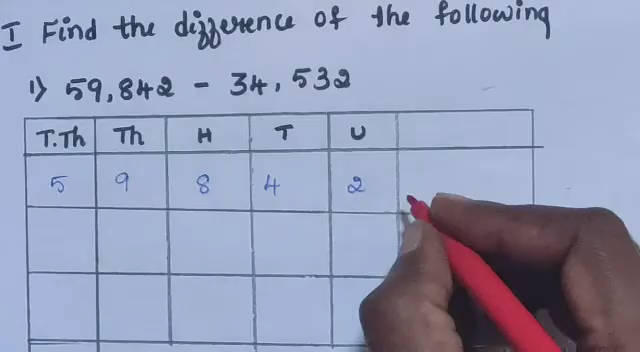 I Find the difference of the following
1) 59,842 - 34,532
T.Th Th H T U
5 9 8 4 2